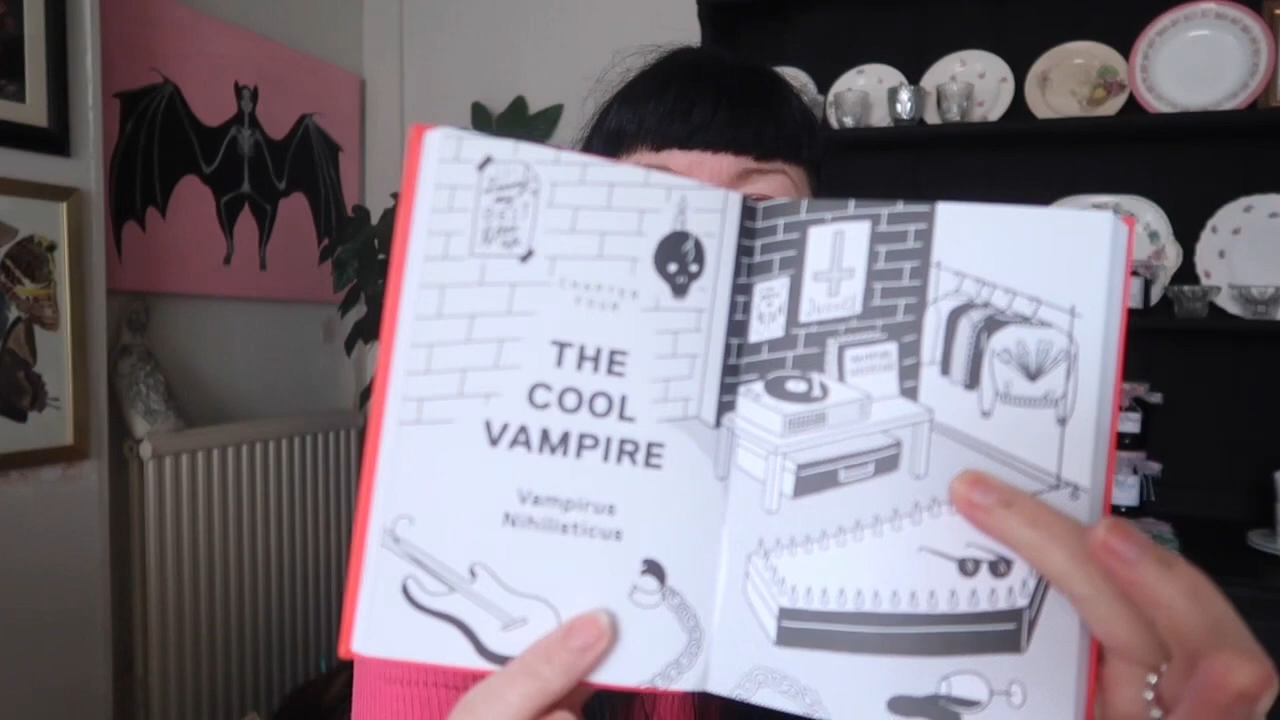 CHAPTER
FOUR
THE
COOL
VAMPIRE
Vampirus
Nihilisticus